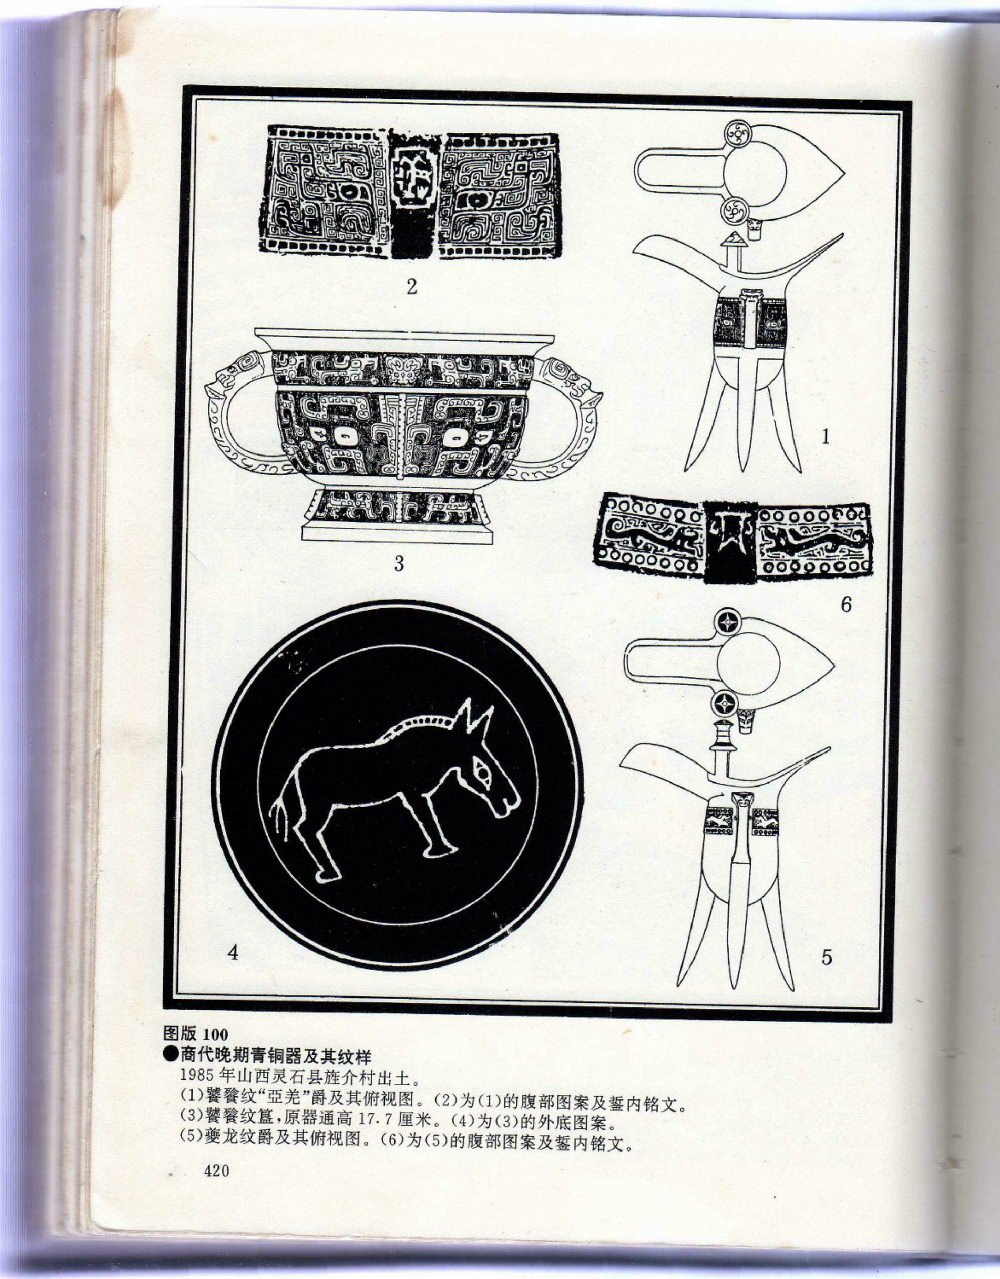 2
1
3
6
4
5
图版 100
●商代晚期青铜器及其纹样
1985 年山西灵石县旌介村出土。
(1)饕餮纹“亞羌”爵及其俯视图。(2)为(1)的腹部图案及鋬内铭文。
(3)饕餮纹簋,原器通高 17.7 厘米。(4)为(3)的外底图案。
(5)夔龙纹爵及其俯视图。(6)为(5)的腹部图案及鋬内铭文。
420